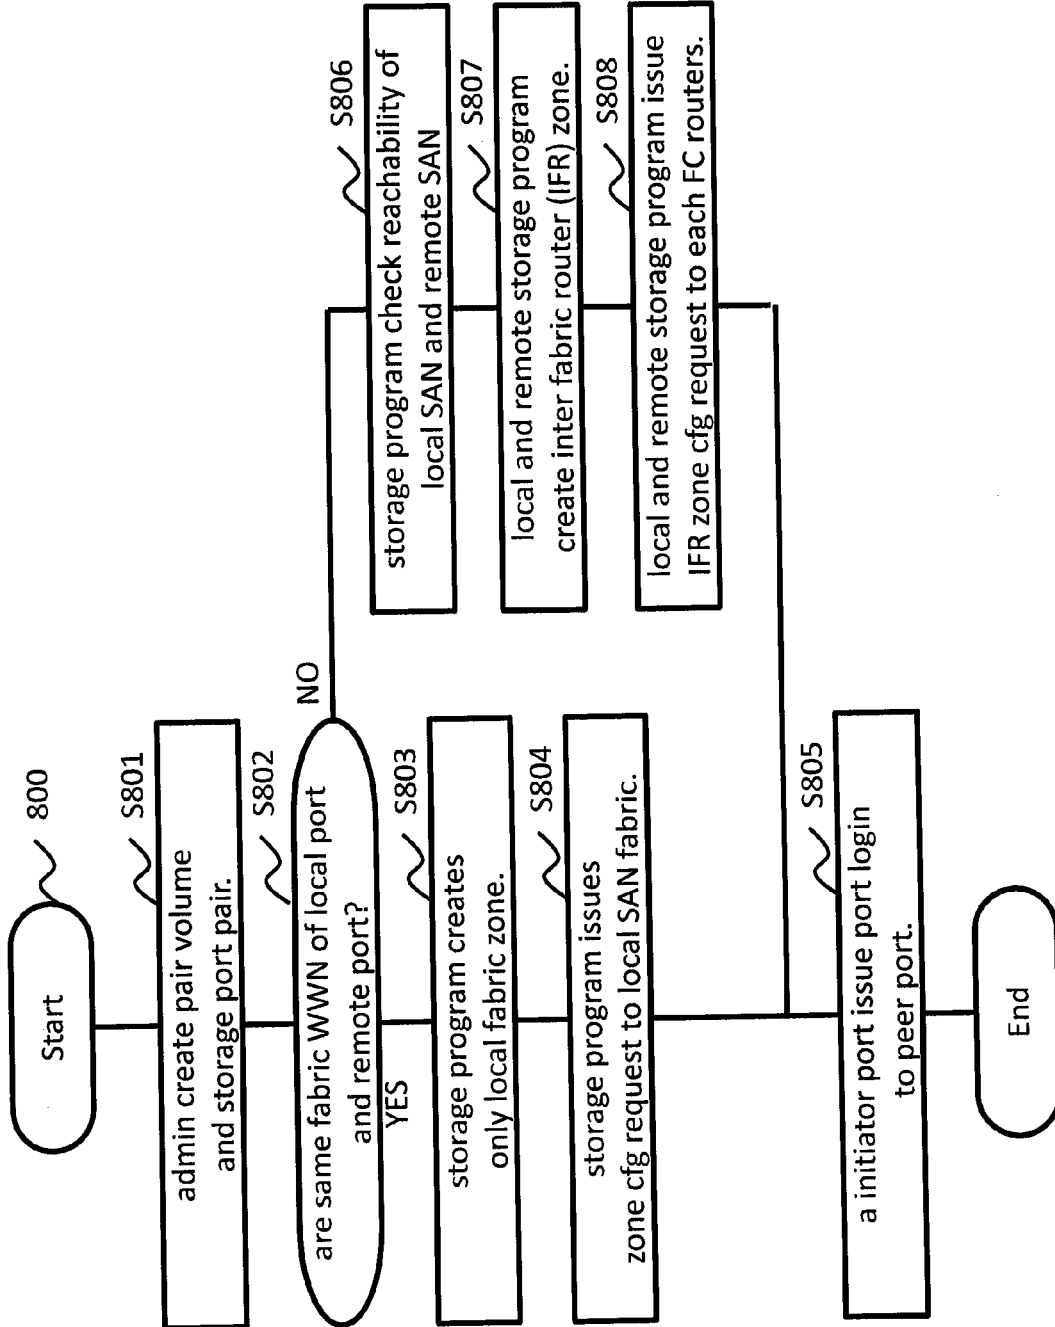 Start
800
S801
admin create pair volume
and storage port pair.
S802
are same fabric WWN of local port
and remote port?
YES
NO
S803
storage program creates
only local fabric zone.
S804
storage program issues
zone cfg request to local SAN fabric.
S806
storage program check reachability of
local SAN and remote SAN
S807
local and remote storage program
create inter fabric router (IFR) zone.
S808
local and remote storage program issue
IFR zone cfg request to each FC routers.
S805
a initiator port issue port login
to peer port.
End